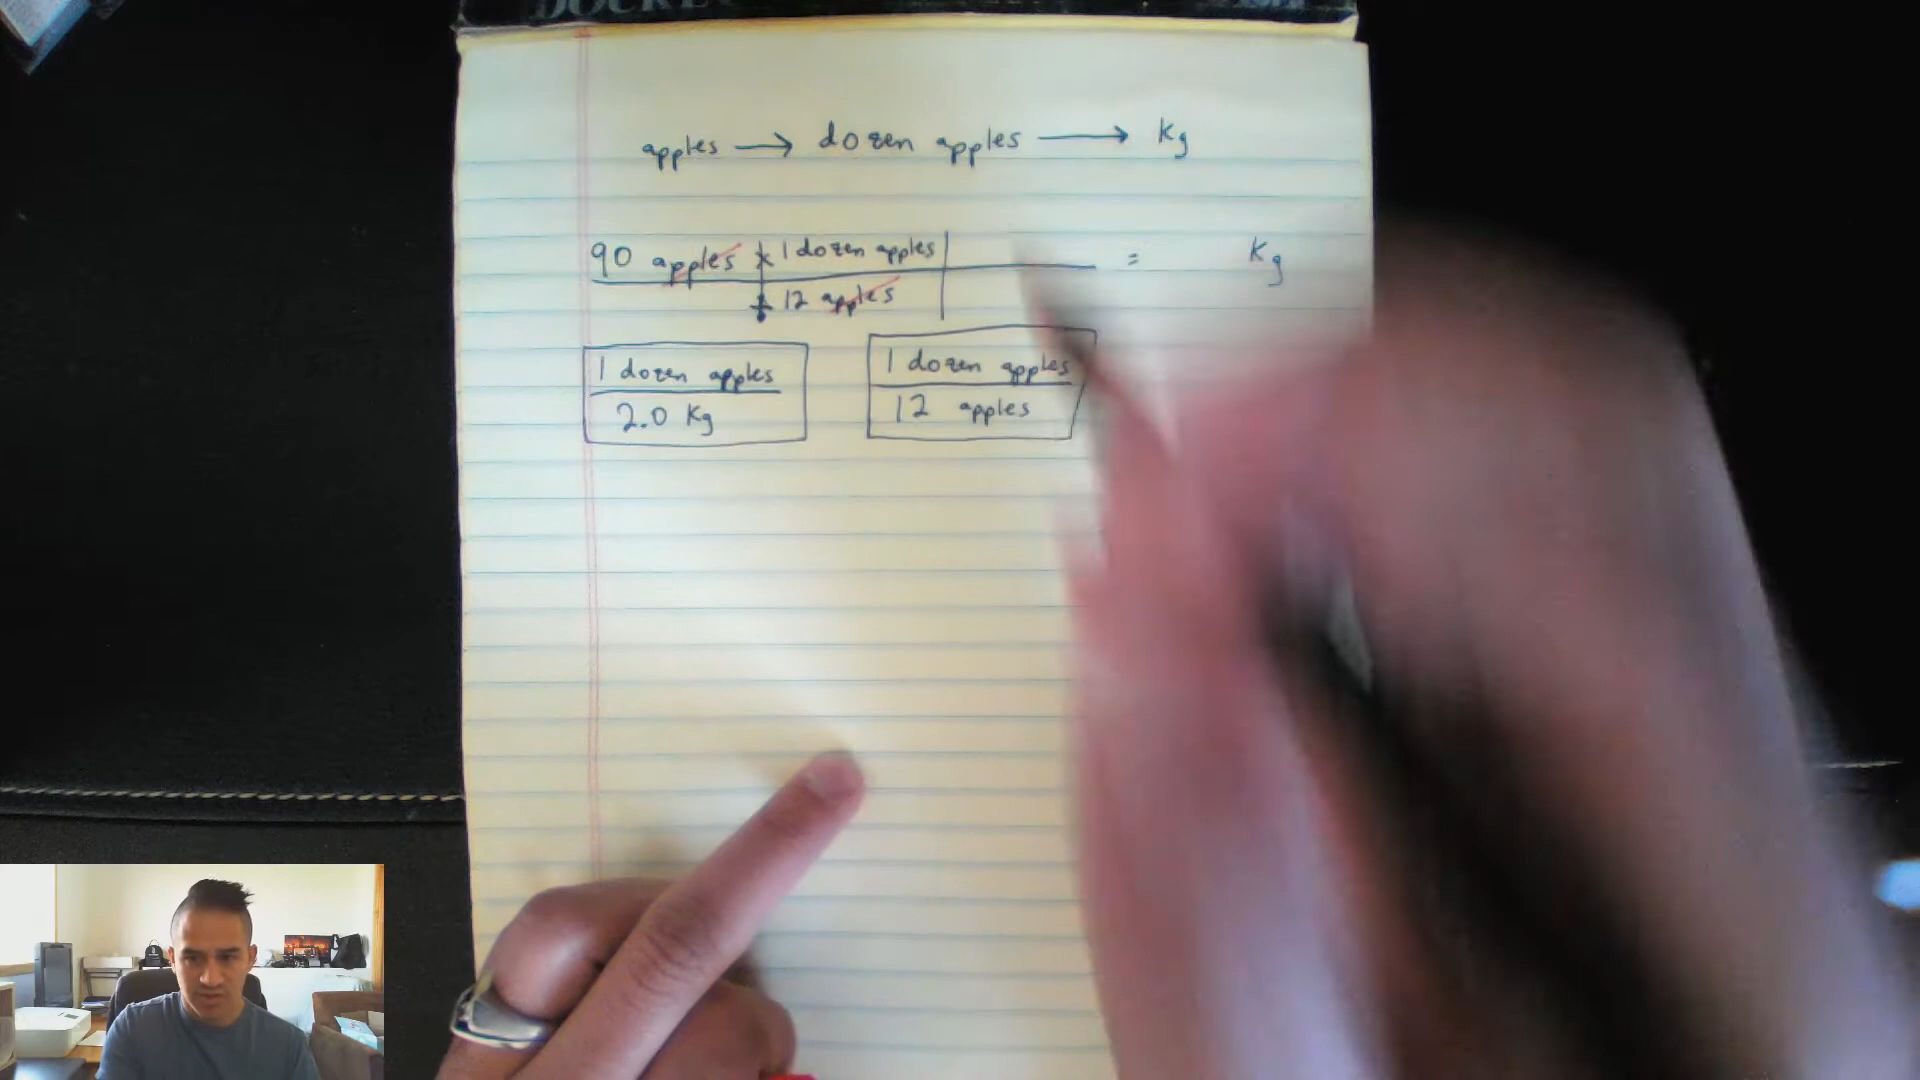 apples → dozen apples → kg
90 apples × 1 dozen apples = kg
÷ 12 apples
1 dozen apples 1 dozen apples
2.0 kg 12 apples